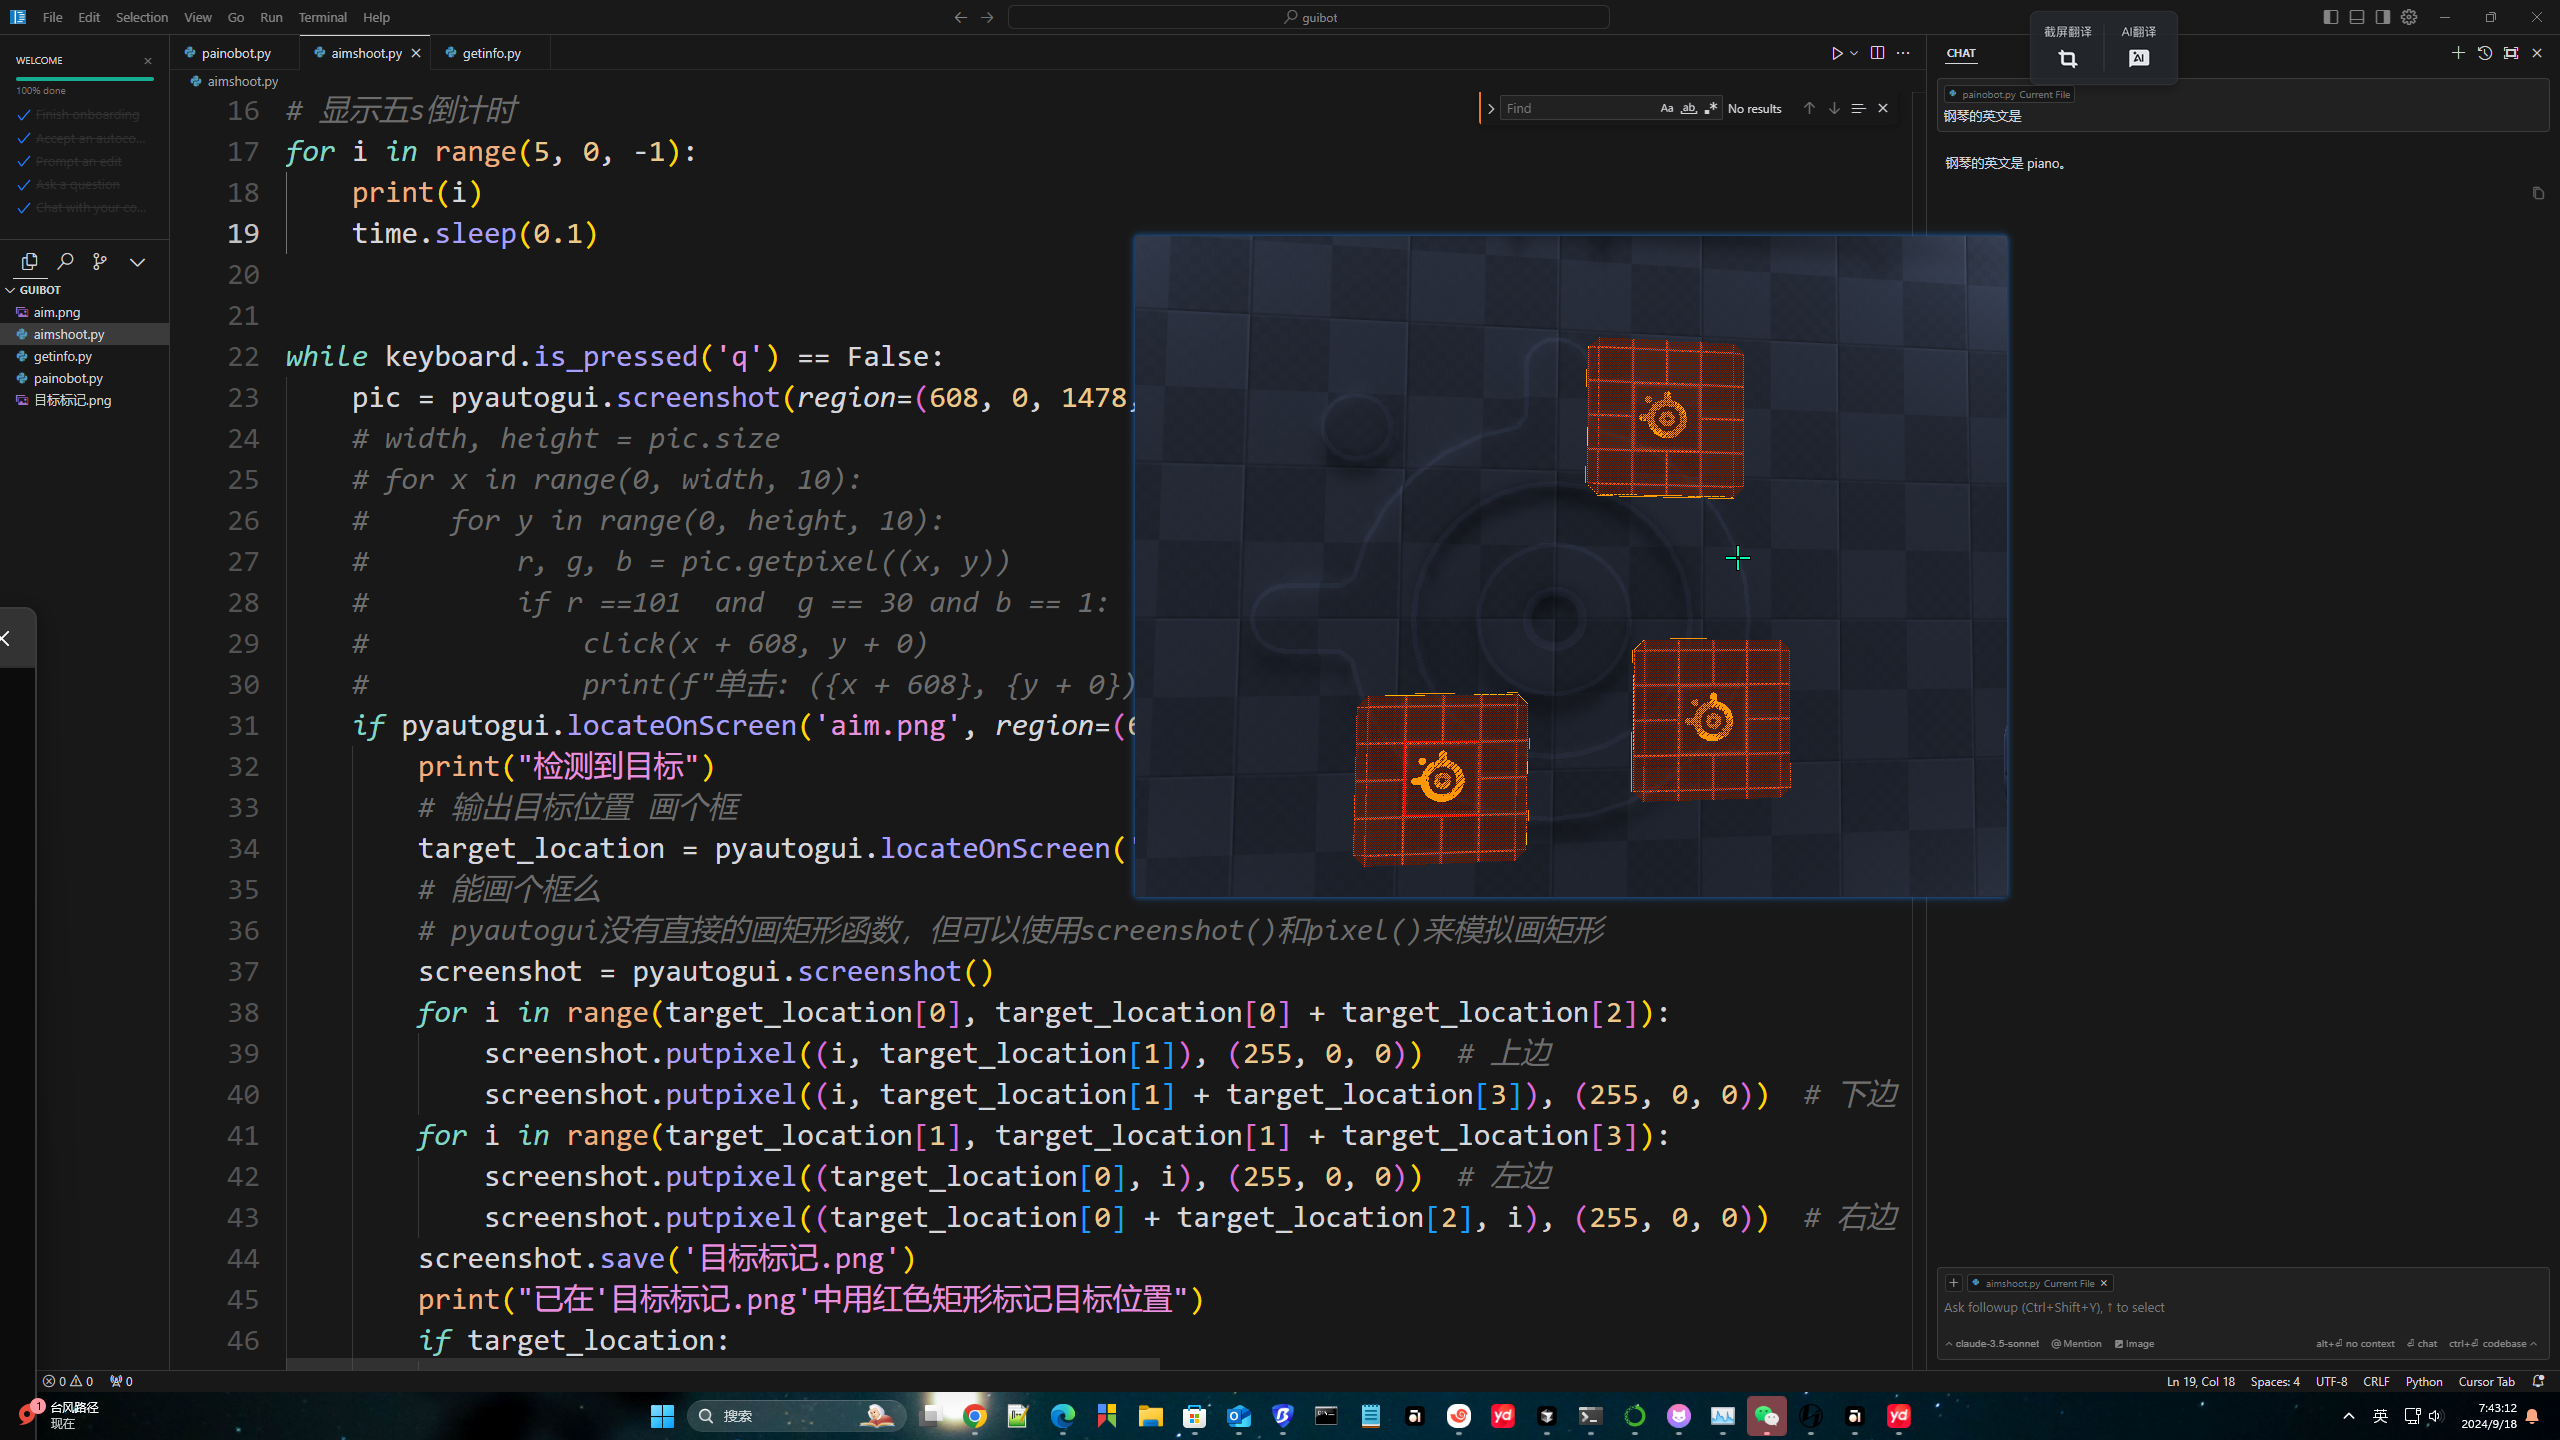 File Edit Selection View Go Run Terminal Help
guibot
截屏翻译 AI翻译
WELCOME
100% done
Finish onboarding
Accept an autoco...
Prompt an edit
Ask a question
Chat with your co...
GUIBOT
aim.png
aimshoot.py
getinfo.py
painobot.py
目标标记.png
painobot.py aimshoot.py getinfo.py
aimshoot.py
Find Aa ab No results
16 # 显示五s倒计时
17 for i in range(5, 0, -1):
18 print(i)
19 time.sleep(0.1)
20
21
22 while keyboard.is_pressed('q') == False:
23 pic = pyautogui.screenshot(region=(608, 0, 1478,
24 # width, height = pic.size
25 # for x in range(0, width, 10):
26 # for y in range(0, height, 10):
27 # r, g, b = pic.getpixel((x, y))
28 # if r ==101 and g == 30 and b == 1:
29 # click(x + 608, y + 0)
30 # print(f"单击: ({x + 608}, {y + 0})
31 if pyautogui.locateOnScreen('aim.png', region=(6
32 print("检测到目标")
33 # 输出目标位置 画个框
34 target_location = pyautogui.locateOnScreen('
35 # 能画个框么
36 # pyautogui没有直接的画矩形函数，但可以使用screenshot()和pixel()来模拟画矩形
37 screenshot = pyautogui.screenshot()
38 for i in range(target_location[0], target_location[0] + target_location[2]):
39 screenshot.putpixel((i, target_location[1]), (255, 0, 0)) # 上边
40 screenshot.putpixel((i, target_location[1] + target_location[3]), (255, 0, 0)) # 下边
41 for i in range(target_location[1], target_location[1] + target_location[3]):
42 screenshot.putpixel((target_location[0], i), (255, 0, 0)) # 左边
43 screenshot.putpixel((target_location[0] + target_location[2], i), (255, 0, 0)) # 右边
44 screenshot.save('目标标记.png')
45 print("已在'目标标记.png'中用红色矩形标记目标位置")
46 if target_location:
CHAT
painobot.py Current File
钢琴的英文是
钢琴的英文是 piano。
aimshoot.py Current File
Ask followup (Ctrl+Shift+Y), ↑ to select
claude-3.5-sonnet @ Mention Image alt+⏎ no context ⏎ chat ctrl+⏎ codebase
0 0 0
Ln 19, Col 18 Spaces: 4 UTF-8 CRLF Python Cursor Tab
1 台风路径
现在
搜索
英
7:43:12
2024/9/18